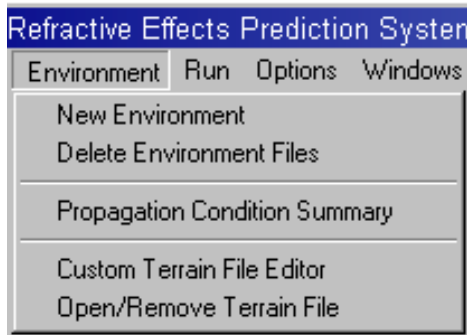 Refractive Effects Prediction System
Environment Run Options Windows
New Environment
Delete Environment Files
Propagation Condition Summary
Custom Terrain File Editor
Open/Remove Terrain File